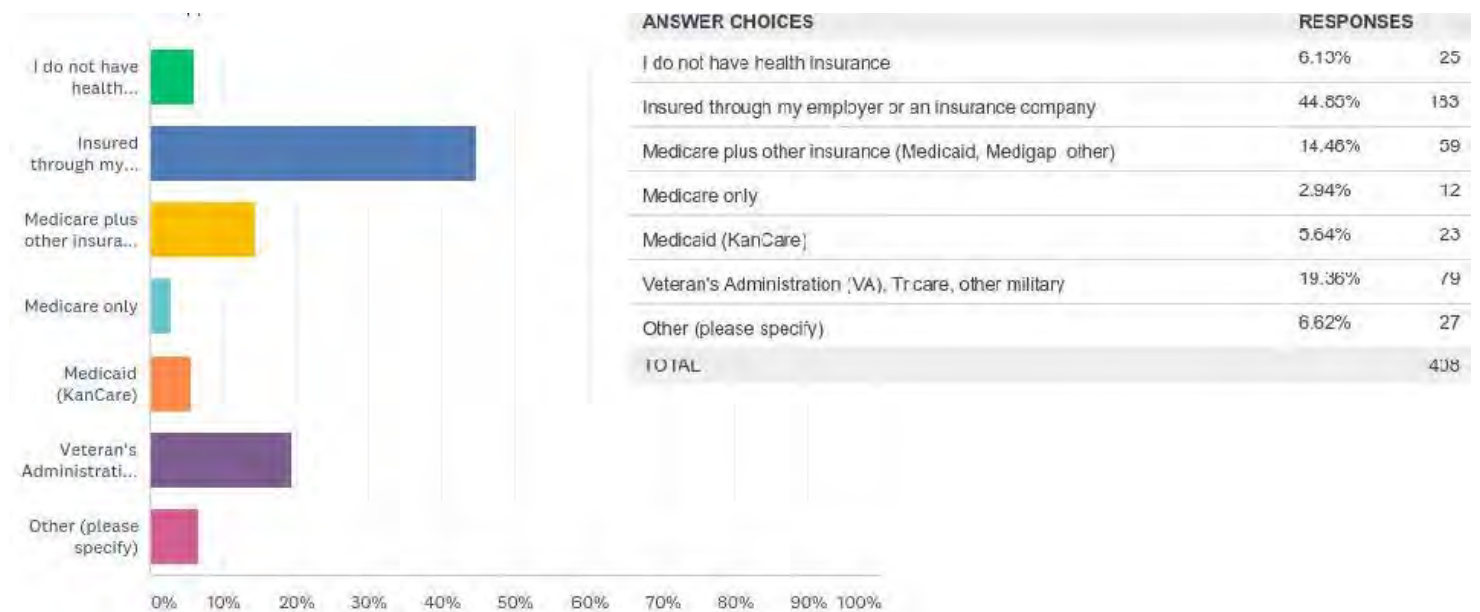 I do not have
health...
Insured
through my...
Medicare plus
other insura...
Medicare only
Medicaid
(KanCare)
Veteran's
Administrati...
Other (please
specify)
0% 10% 20% 30% 40% 50% 60% 70% 80% 90% 100%
ANSWER CHOICES RESPONSES
I do not have health insurance 6.13% 25
Insured through my employer or an insurance company 44.85% 183
Medicare plus other insurance (Medicaid, Medigap other) 14.46% 59
Medicare only 2.94% 12
Medicaid (KanCare) 5.64% 23
Veteran's Administration (VA), Tricare, other military 19.36% 79
Other (please specify) 6.62% 27
TOTAL 408